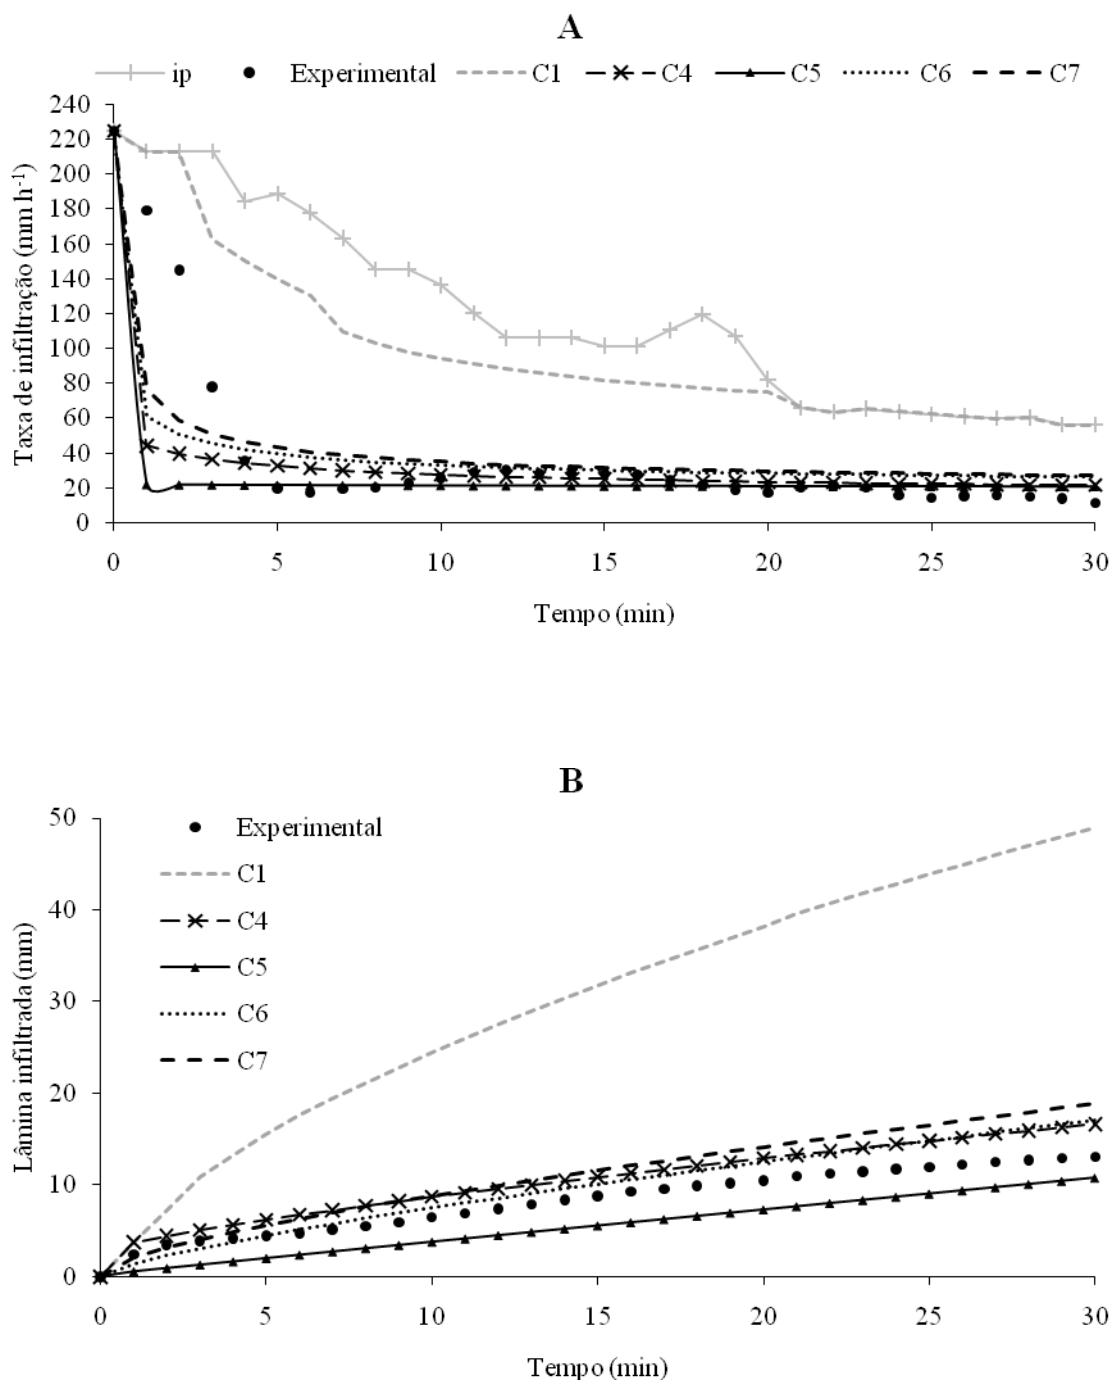 A
ip Experimental C1 C4 C5 C6 C7
240
220
200
180
160
140
120
100
80
60
40
20
0
Taxa de infiltração (mm h⁻¹)
0 5 10 15 20 25 30
Tempo (min)
B
50
40
30
20
10
0
Lâmina infiltrada (mm)
Experimental
C1
C4
C5
C6
C7
0 5 10 15 20 25 30
Tempo (min)